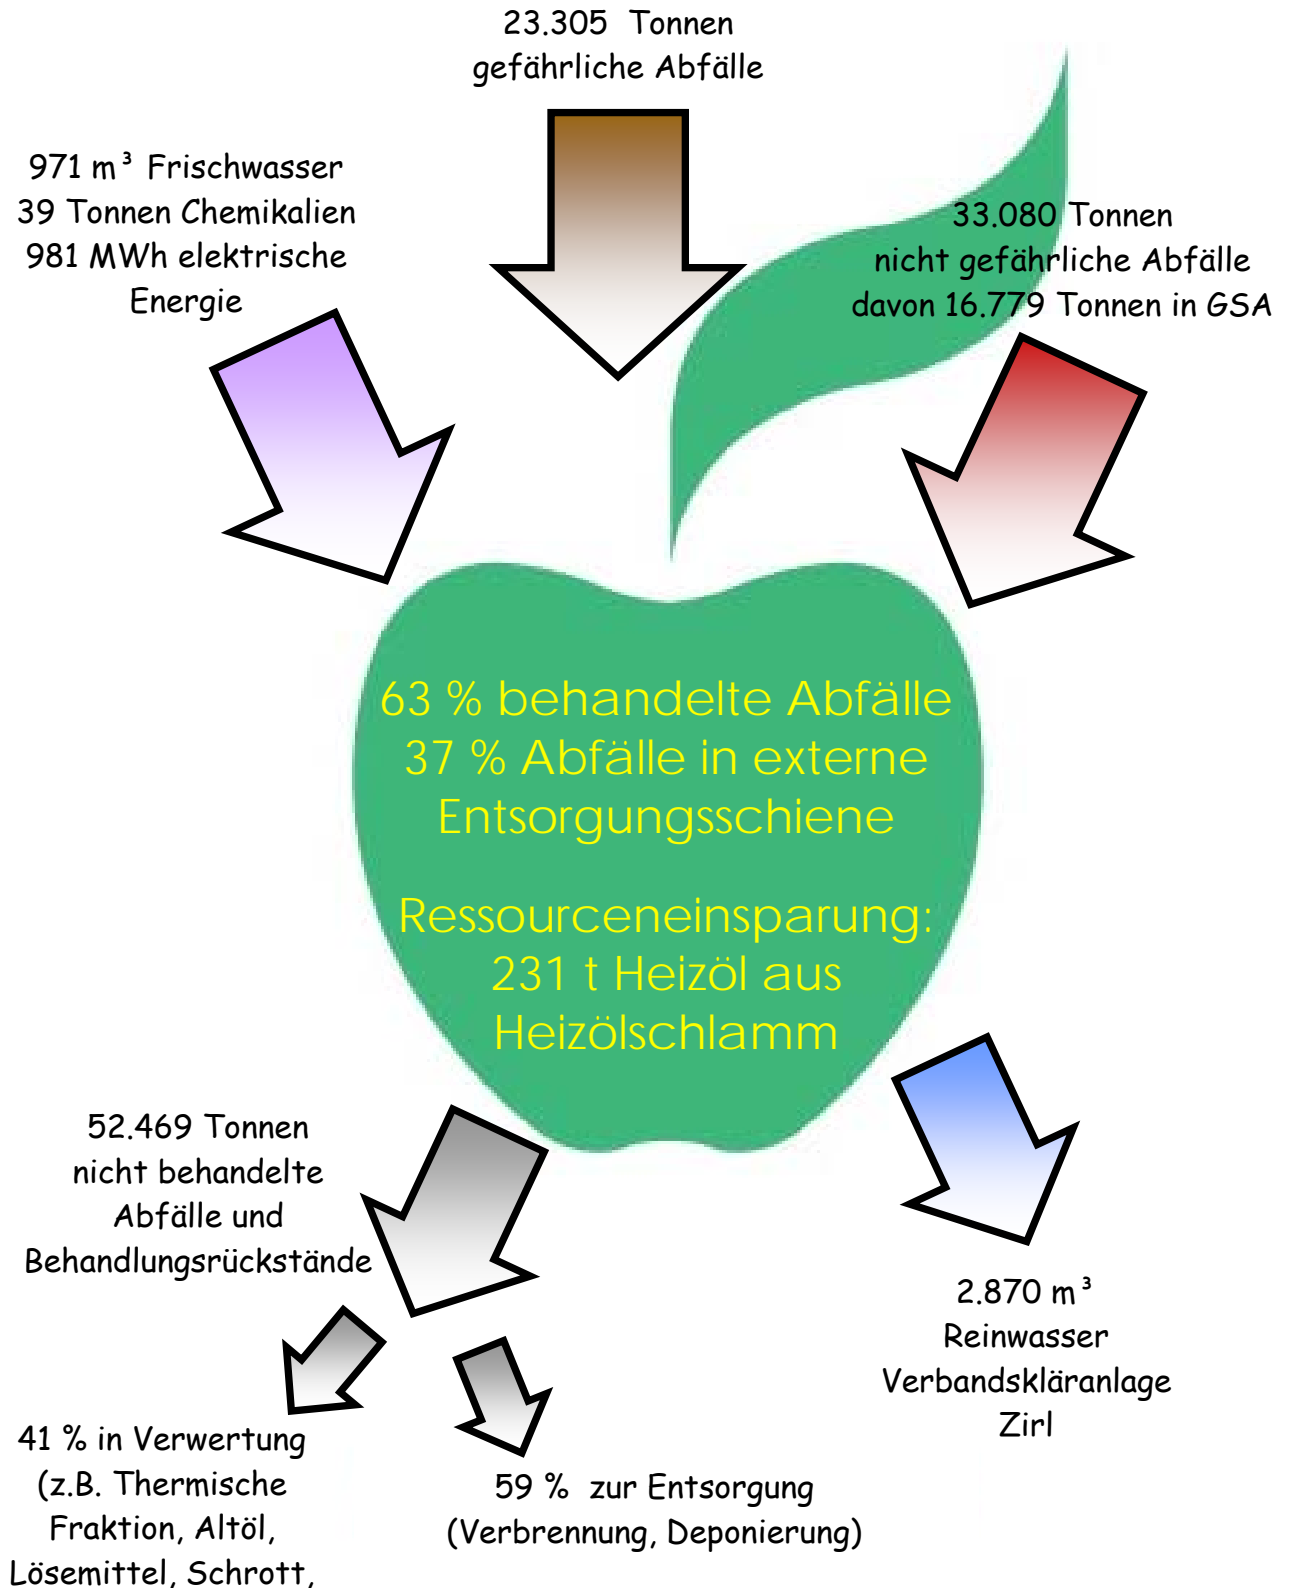 23.305 Tonnen
gefährliche Abfälle
971 m³ Frischwasser
39 Tonnen Chemikalien
981 MWh elektrische
Energie
33.080 Tonnen
nicht gefährliche Abfälle
davon 16.779 Tonnen in GSA
63 % behandelte Abfälle
37 % Abfälle in externe
Entsorgungsschiene
Ressourceneinsparung:
231 t Heizöl aus
Heizölschlamm
52.469 Tonnen
nicht behandelte
Abfälle und
Behandlungsrückstände
2.870 m³
Reinwasser
Verbandskläranlage
Zirl
41 % in Verwertung
(z.B. Thermische
Fraktion, Altöl,
Lösemittel, Schrott,
59 % zur Entsorgung
(Verbrennung, Deponierung)